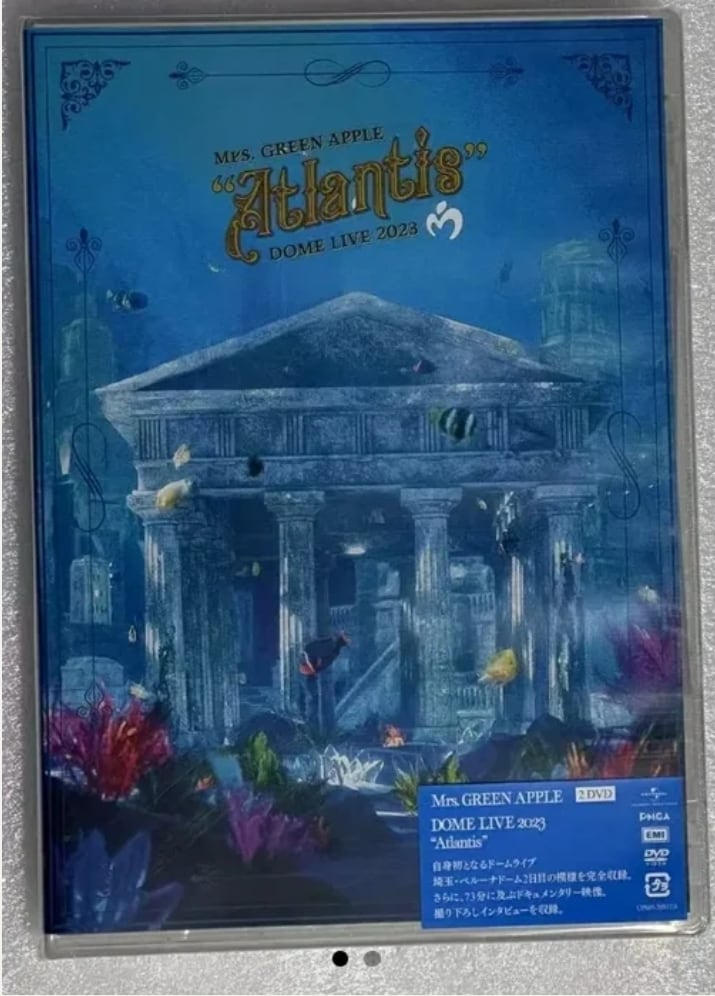 Mrs. GREEN APPLE
“Atlantis”
DOME LIVE 2023
Mrs. GREEN APPLE 2DVD
DOME LIVE 2023
“Atlantis”
自身初となるドームライブ
埼玉・ベルーナドーム2日目の模様を完全収録。
さらに、73分に及ぶドキュメンタリー映像、
撮り下ろしインタビューを収録。
EMI
DVD
VIDEO